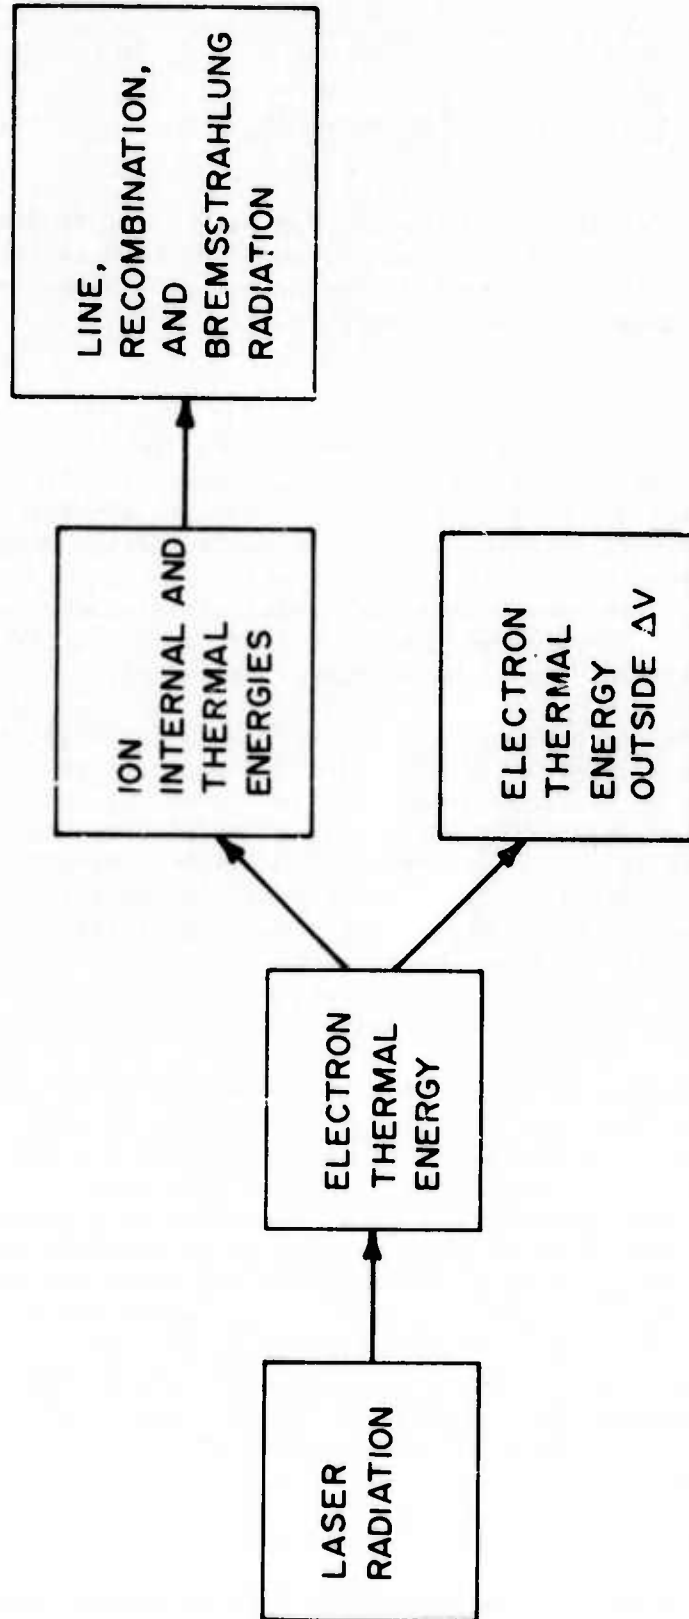 LASER
RADIATION
ELECTRON
THERMAL
ENERGY
ION
INTERNAL AND
THERMAL
ENERGIES
ELECTRON
THERMAL
ENERGY
OUTSIDE ΔV
LINE,
RECOMBINATION,
AND
BREMSSTRAHLUNG
RADIATION